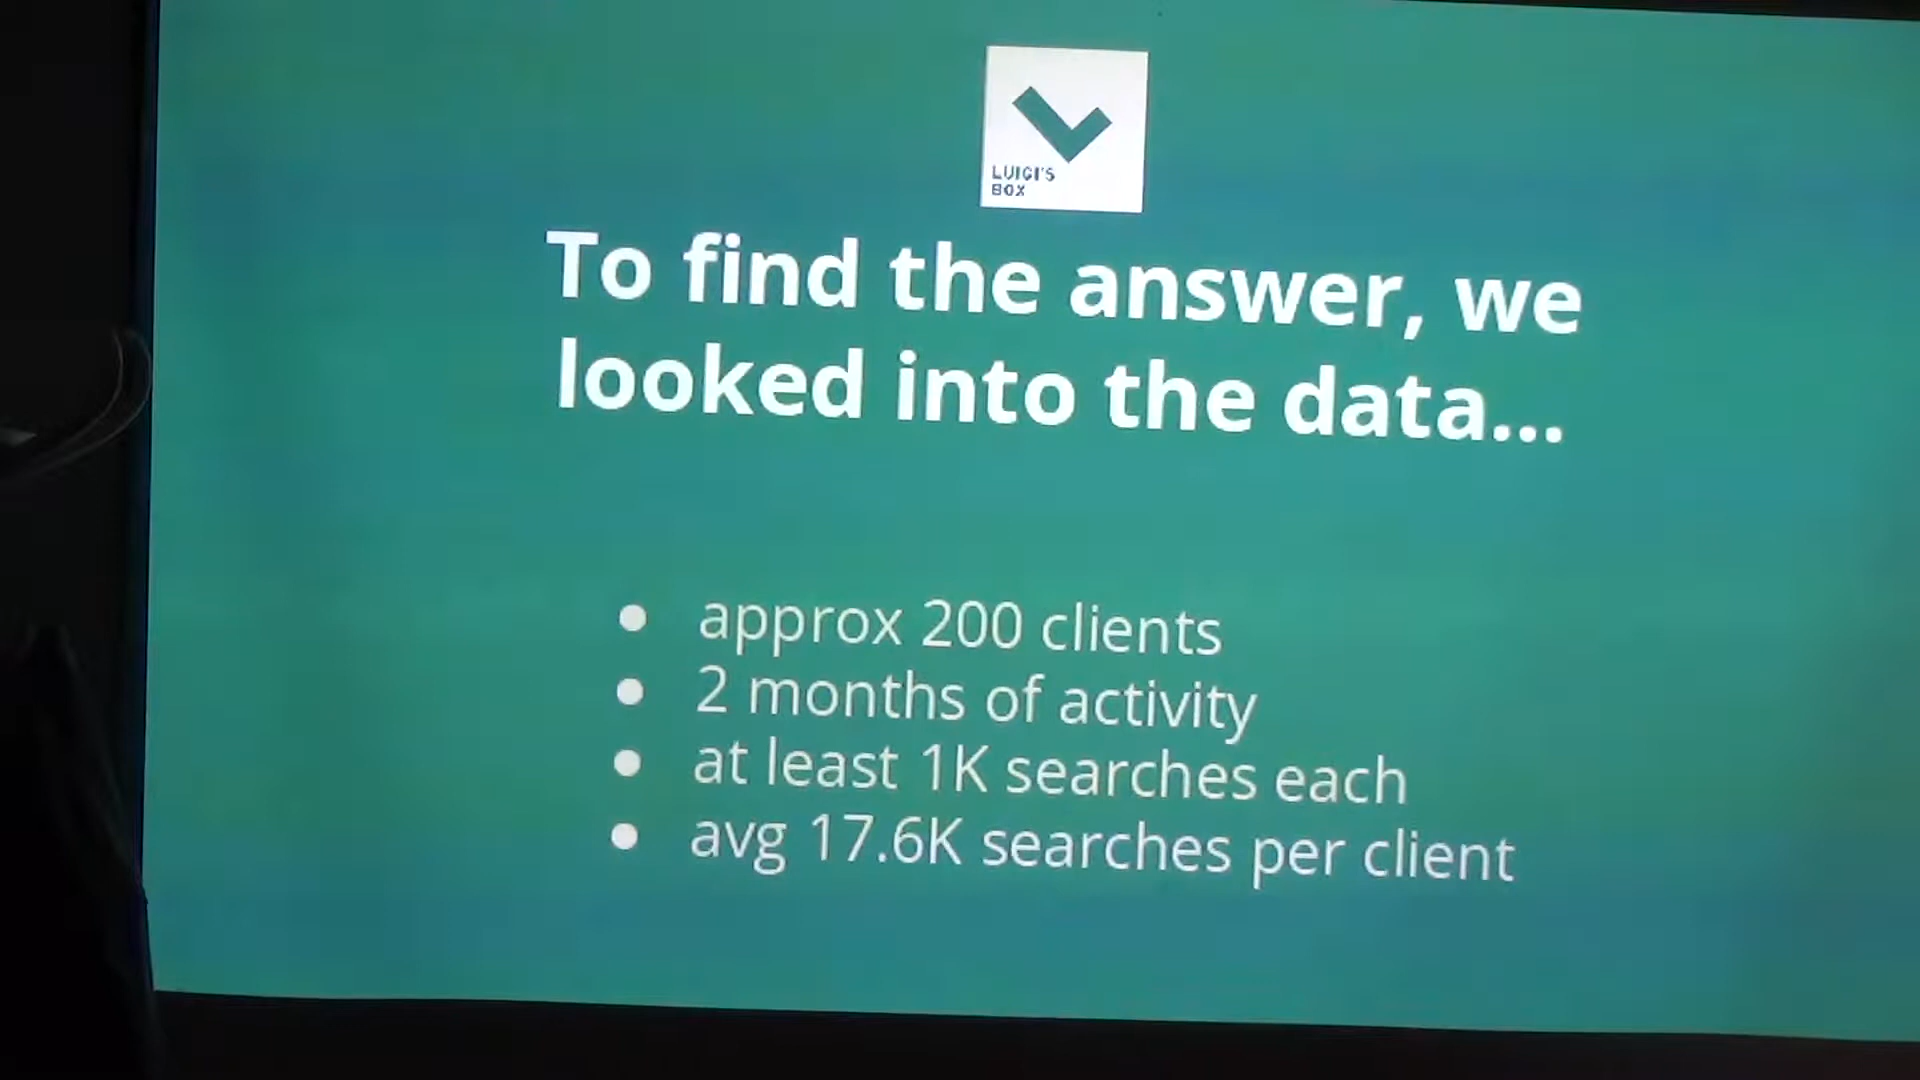 LUIGI'S
BOX
To find the answer, we
looked into the data...
approx 200 clients
2 months of activity
at least 1K searches each
avg 17.6K searches per client